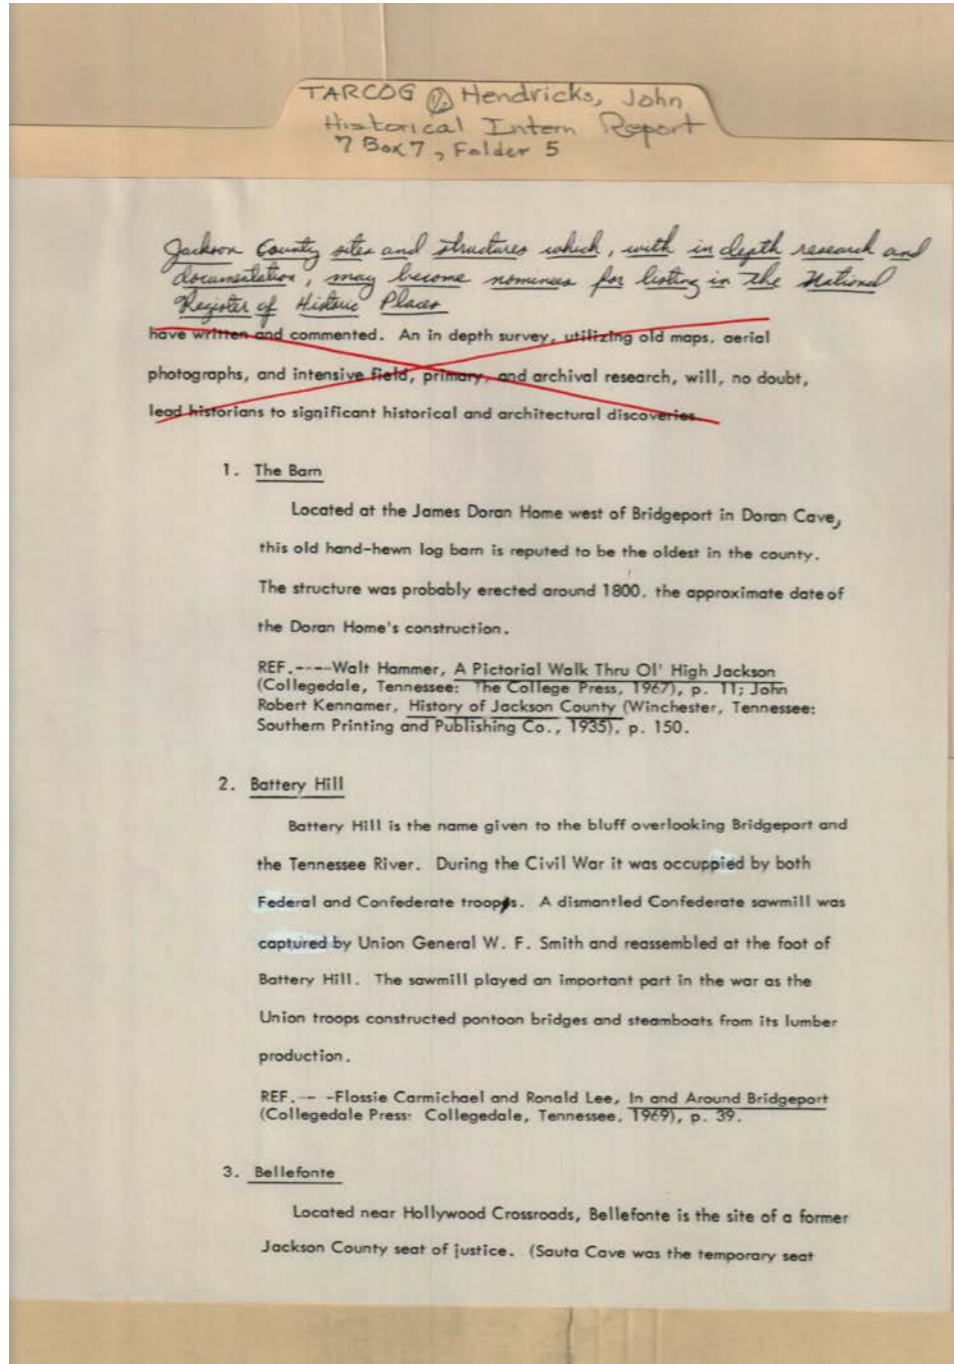 TARCOG Hendricks, John
Historical Intern Report
7 Box 7, Folder 5
Jackson County sites and structures which, with in depth research and
documentation, may become nominees for listing in the National
Register of Historic Places
have written and commented. An in depth survey, utilizing old maps, aerial
photographs, and intensive field, primary, and archival research, will, no doubt,
lead historians to significant historical and architectural discoveries.
1. The Barn
Located at the James Doran Home west of Bridgeport in Doran Cave,
this old hand-hewn log barn is reputed to be the oldest in the county.
The structure was probably erected around 1800, the approximate date of
the Doran Home's construction.
REF.----Walt Hammer, A Pictorial Walk Thru Ol' High Jackson
(Collegedale, Tennessee: The College Press, 1967), p. 11; John
Robert Kennamer, History of Jackson County (Winchester, Tennessee:
Southern Printing and Publishing Co., 1935), p. 150.
2. Battery Hill
Battery Hill is the name given to the bluff overlooking Bridgeport and
the Tennessee River. During the Civil War it was occuppied by both
Federal and Confederate troops. A dismantled Confederate sawmill was
captured by Union General W. F. Smith and reassembled at the foot of
Battery Hill. The sawmill played an important part in the war as the
Union troops constructed pontoon bridges and steamboats from its lumber
production.
REF.-- -Flossie Carmichael and Ronald Lee, In and Around Bridgeport
(Collegedale Press: Collegedale, Tennessee, 1969), p. 39.
3. Bellefonte
Located near Hollywood Crossroads, Bellefonte is the site of a former
Jackson County seat of justice. (Sauta Cave was the temporary seat